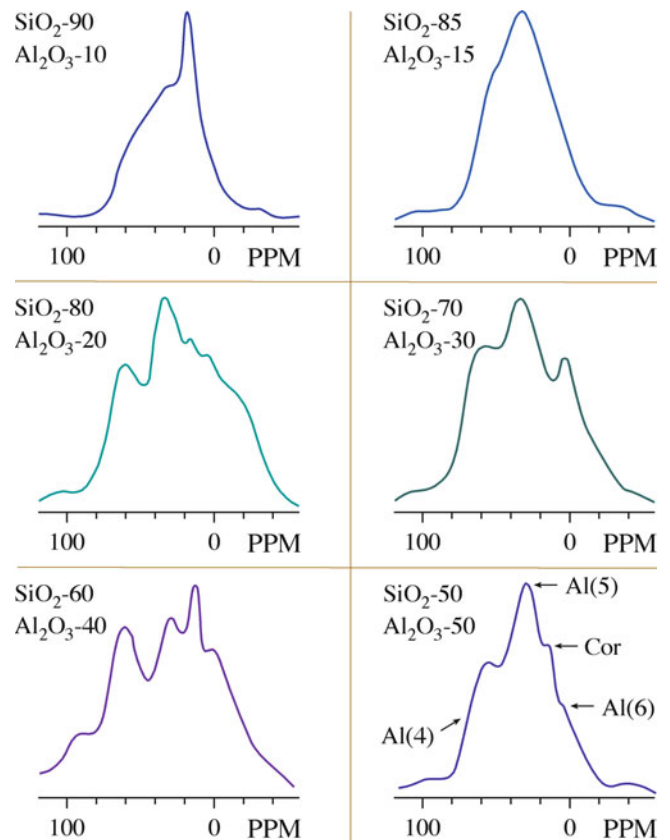 SiO₂-90
Al₂O₃-10
100 0 PPM
SiO₂-85
Al₂O₃-15
100 0 PPM
SiO₂-80
Al₂O₃-20
100 0 PPM
SiO₂-70
Al₂O₃-30
100 0 PPM
SiO₂-60
Al₂O₃-40
100 0 PPM
SiO₂-50
Al₂O₃-50
Al(5)
Cor
Al(6)
Al(4)
100 0 PPM